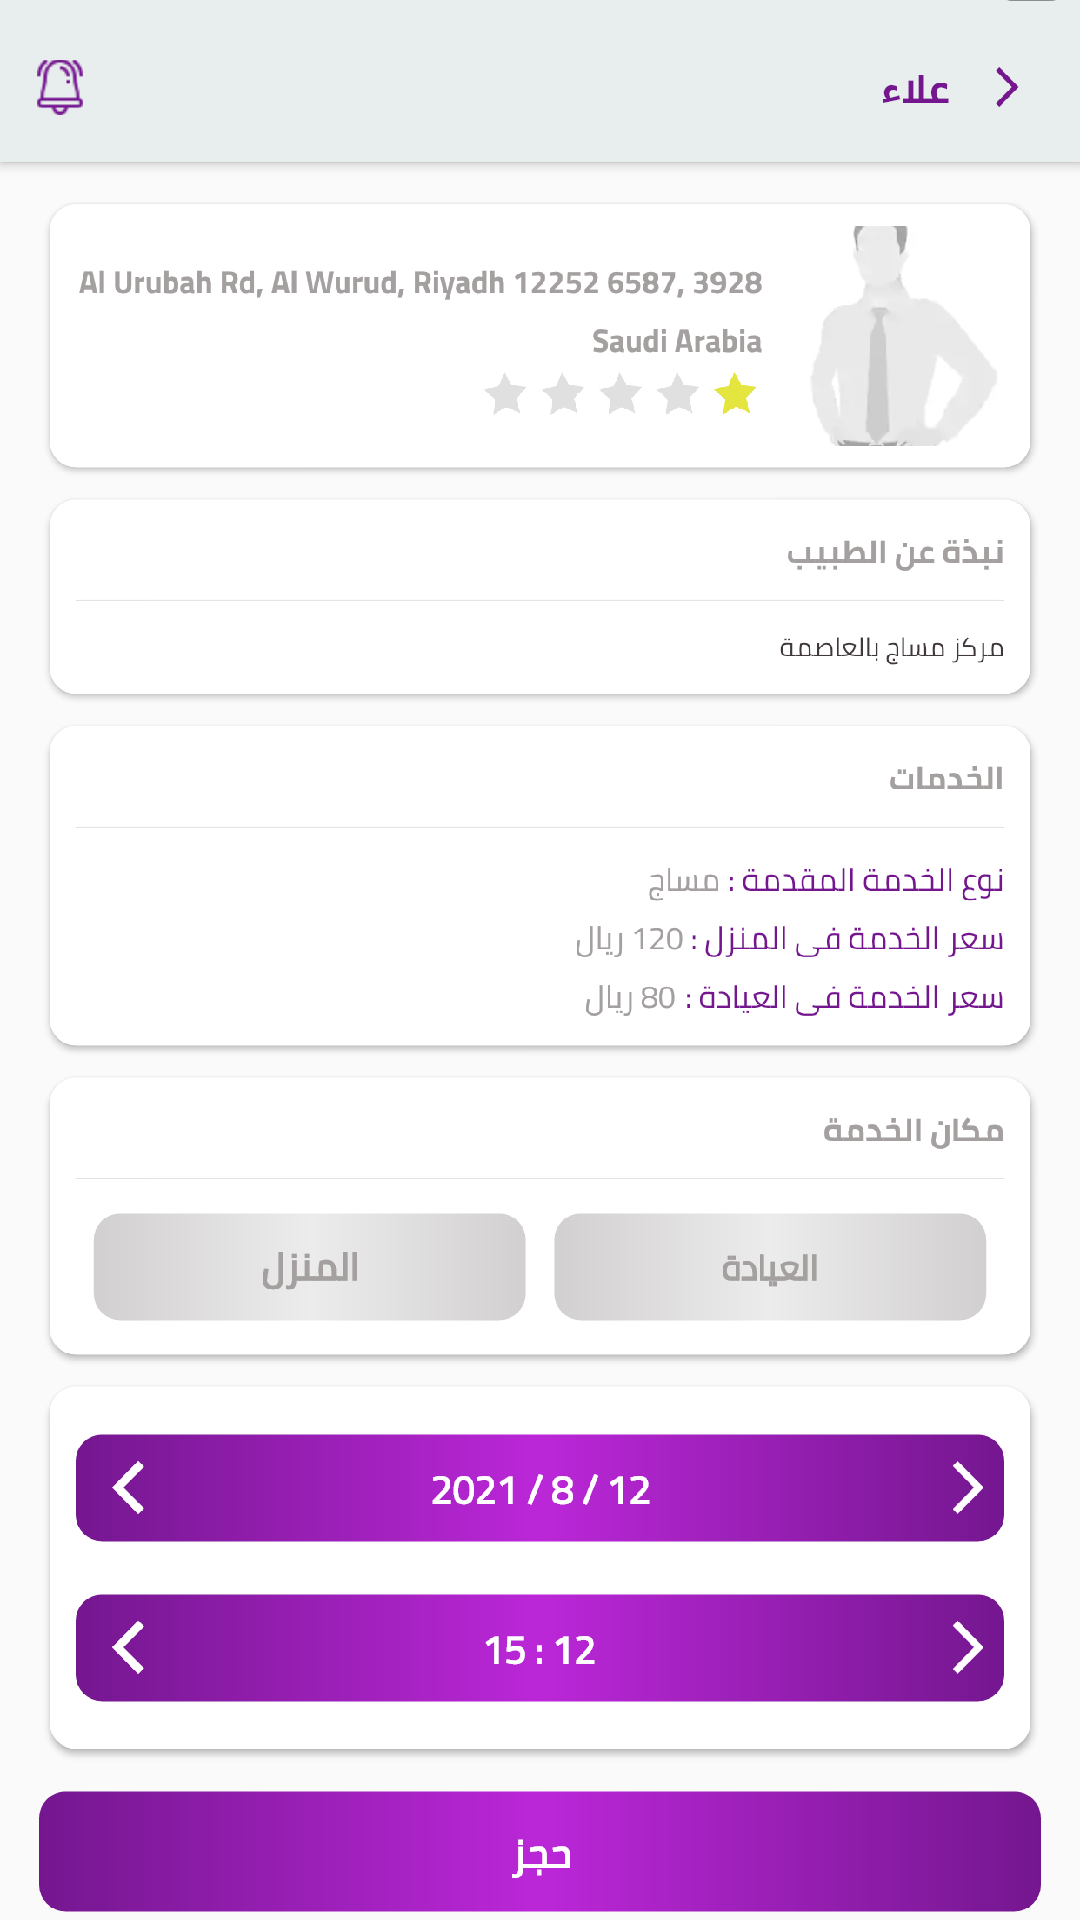 علاء
Al Urubah Rd, Al Wurud, Riyadh 12252 6587, 3928
Saudi Arabia
نبذة عن الطبيب
مركز مساج بالعاصمة
الخدمات
نوع الخدمة المقدمة : مساج
سعر الخدمة فى المنزل : 120 ريال
سعر الخدمة فى العيادة : 80 ريال
مكان الخدمة
العيادة
المنزل
2021 / 8 / 12
15 : 12
حجز